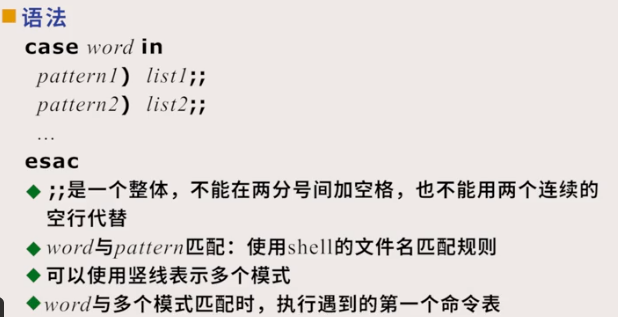 语法
case word in
pattern1) list1;;
pattern2) list2;;
...
esac
;;是一个整体，不能在两分号间加空格，也不能用两个连续的
空行代替
word与pattern匹配：使用shell的文件名匹配规则
可以使用竖线表示多个模式
word与多个模式匹配时，执行遇到的第一个命令表